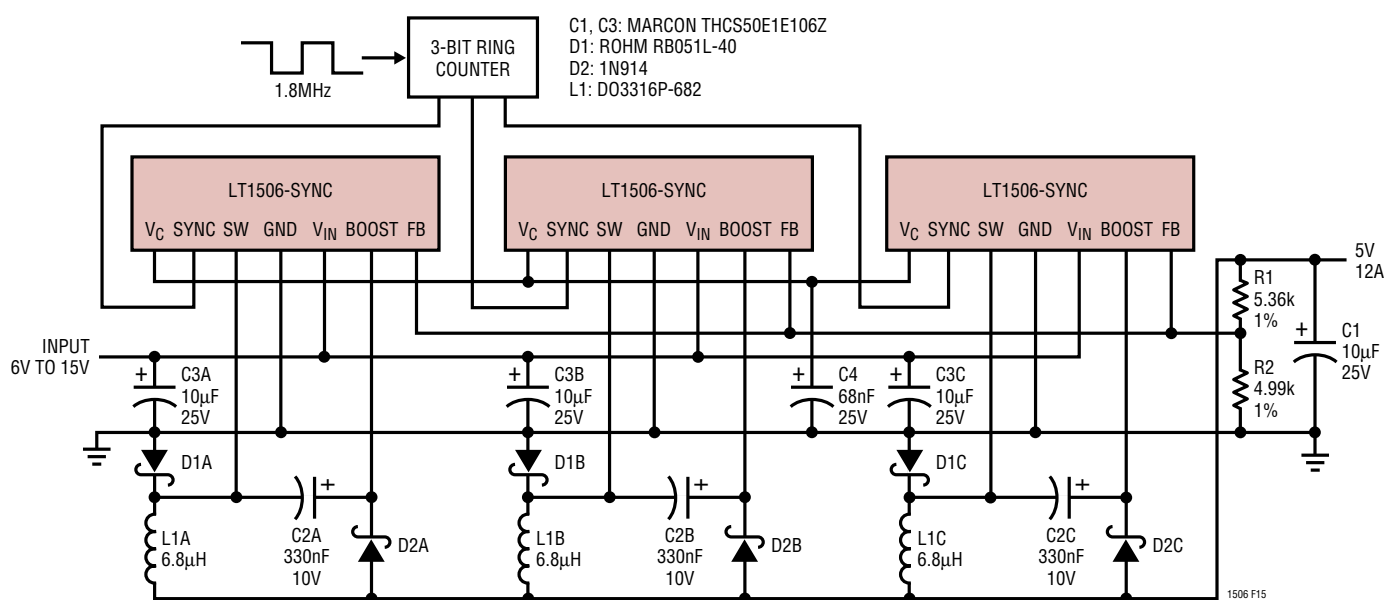 C1, C3: MARCON THCS50E1E106Z
D1: ROHM RB051L-40
D2: 1N914
L1: DO3316P-682
3-BIT RING
COUNTER
1.8MHz
LT1506-SYNC
VC SYNC SW GND VIN BOOST FB
LT1506-SYNC
VC SYNC SW GND VIN BOOST FB
LT1506-SYNC
VC SYNC SW GND VIN BOOST FB
5V
12A
R1
5.36k
1%
+
C1
10µF
25V
R2
4.99k
1%
INPUT
6V TO 15V
+
C3A
10µF
25V
+
C3B
10µF
25V
+
C4
68nF
25V
+
C3C
10µF
25V
D1A
D1B
D1C
L1A
6.8µH
+
C2A
330nF
10V
D2A
L1B
6.8µH
+
C2B
330nF
10V
D2B
L1C
6.8µH
+
C2C
330nF
10V
D2C
1506 F15